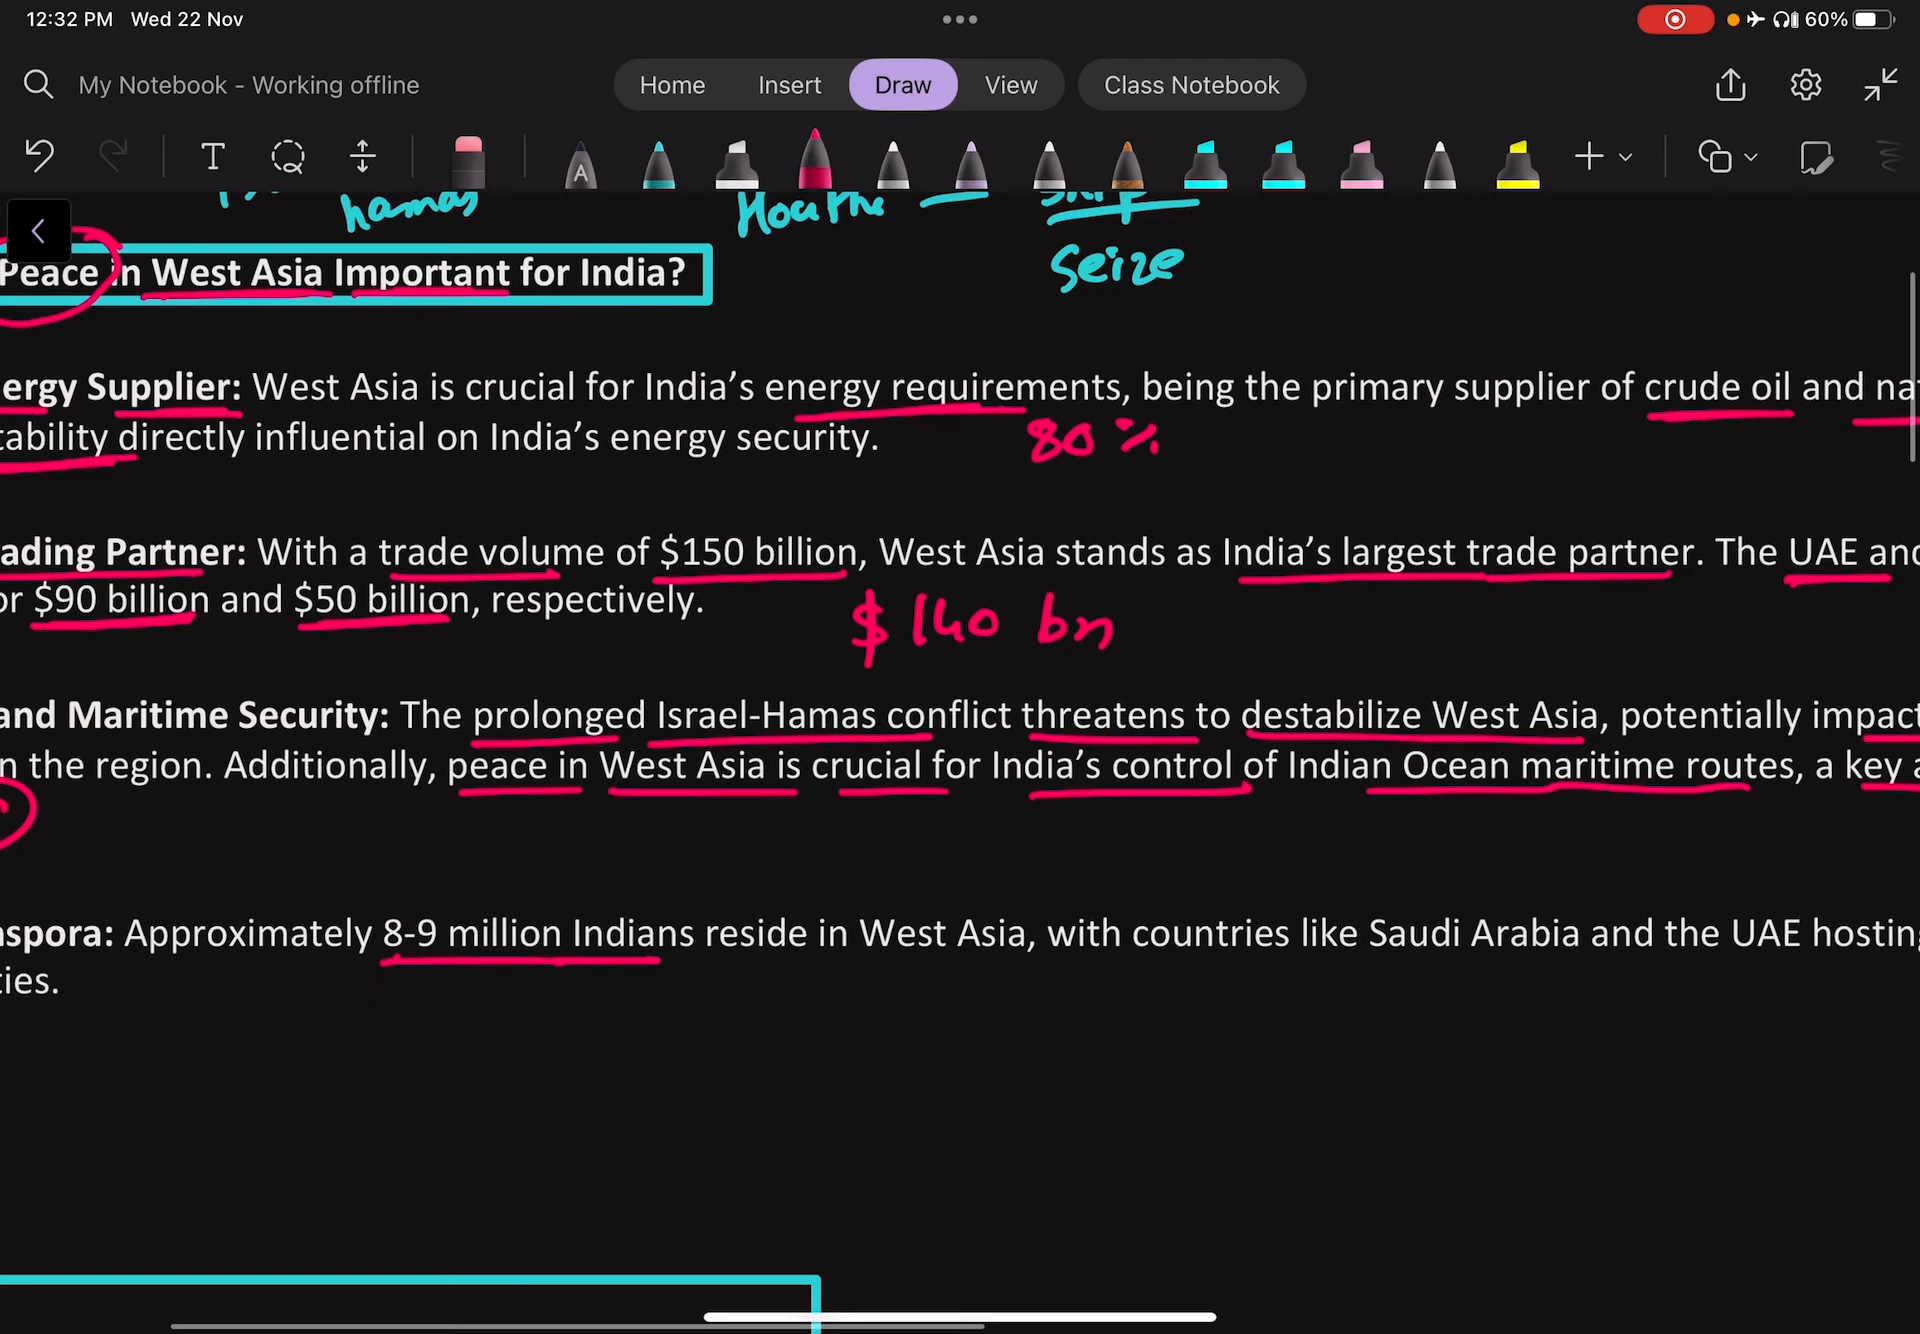 12:32 PM Wed 22 Nov
60%
My Notebook - Working offline
Home Insert Draw View Class Notebook
T
A
hamas Houthi
Seize
Peace in West Asia Important for India?
ergy Supplier: West Asia is crucial for India's energy requirements, being the primary supplier of crude oil and na
tability directly influential on India's energy security.
80 %
ading Partner: With a trade volume of $150 billion, West Asia stands as India's largest trade partner. The UAE and
or $90 billion and $50 billion, respectively.
$ 140 bn
and Maritime Security: The prolonged Israel-Hamas conflict threatens to destabilize West Asia, potentially impact
n the region. Additionally, peace in West Asia is crucial for India's control of Indian Ocean maritime routes, a key a
aspora: Approximately 8-9 million Indians reside in West Asia, with countries like Saudi Arabia and the UAE hosting
ties.